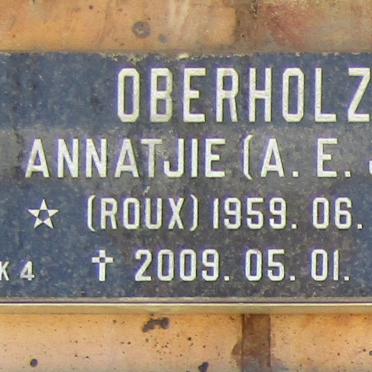 OBERHOLZ
ANNATJIE (A. E. J
☆ (ROUX) 1959. 06.
K 4 ✝ 2009. 05. 01.